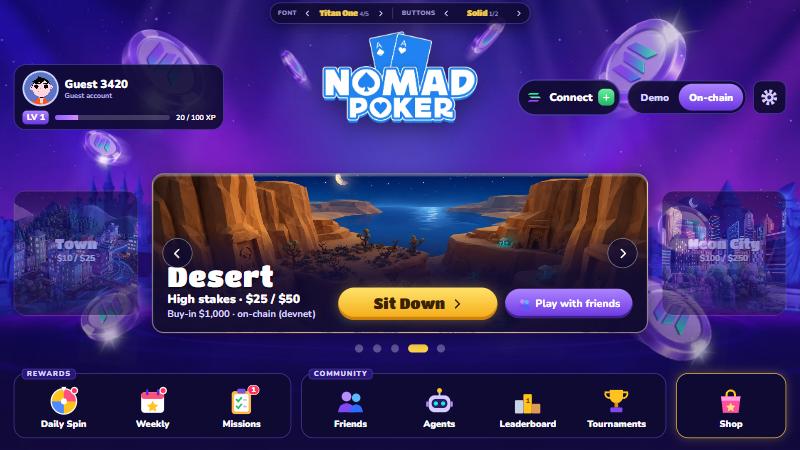 FONT < Titan One 4/5 > BUTTONS < Solid 1/2 >
A A
NOMAD
POKER
Guest 3420
Guest account
LV 1 20 / 100 XP
Connect +
Demo On-chain
Town
$10 / $25
Desert
High stakes · $25 / $50
Buy-in $1,000 · on-chain (devnet)
Sit Down >
Play with friends
Neon City
$100 / $250
REWARDS
Daily Spin
Weekly
1
Missions
COMMUNITY
Friends
Agents
1
Leaderboard
Tournaments
Shop